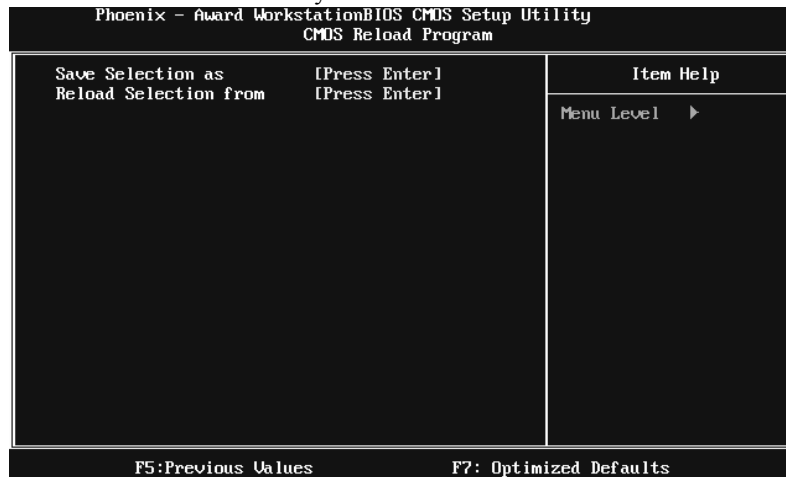 Phoenix - Award WorkstationBIOS CMOS Setup Utility
CMOS Reload Program
Save Selection as [Press Enter]
Reload Selection from [Press Enter]
Item Help
Menu Level
F5:Previous Values F7: Optimized Defaults